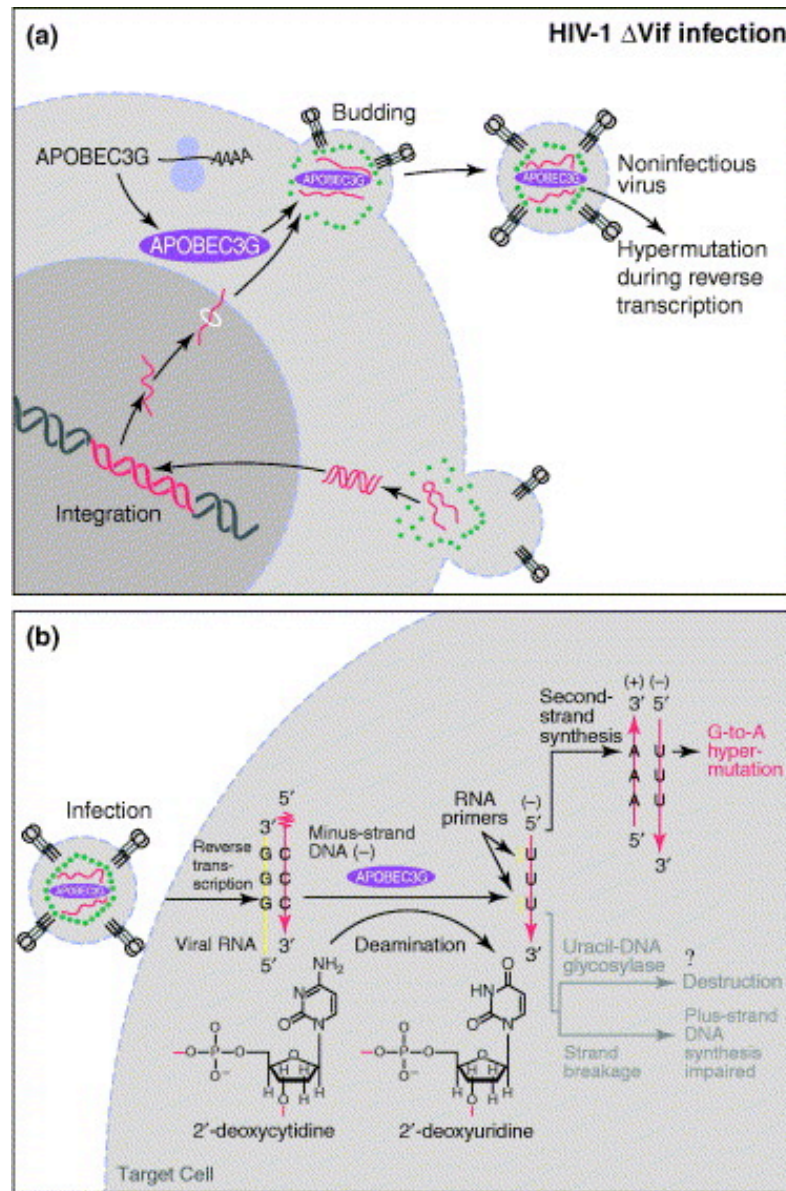 (a)
HIV-1 ΔVif infection
Budding
APOBEC3G
AAAA
APOBEC3G
APOBEC3G
APOBEC3G
Noninfectious
virus
Hypermutation
during reverse
transcription
Integration
(b)
Infection
APOBEC3G
Reverse
trans-
cription
Viral RNA
5′
3′
G C
G C
G C
3′
5′
Minus-strand
DNA (–)
APOBEC3G
Deamination
RNA
primers
(–)
5′
U
U
U
3′
Second-
strand
synthesis
(+) (–)
3′ 5′
A U
A U
A U
5′
3′
G-to-A
hyper-
mutation
Uracil-DNA
glycosylase
?
Destruction
Strand
breakage
Plus-strand
DNA
synthesis
impaired
NH₂
N
O
N
O
O P O 5′
O⁻
O
H H
H H
O
H
2′-deoxycytidine
O
HN
O
N
O
O P O 5′
O⁻
O
H H
H H
O
H
2′-deoxyuridine
Target Cell